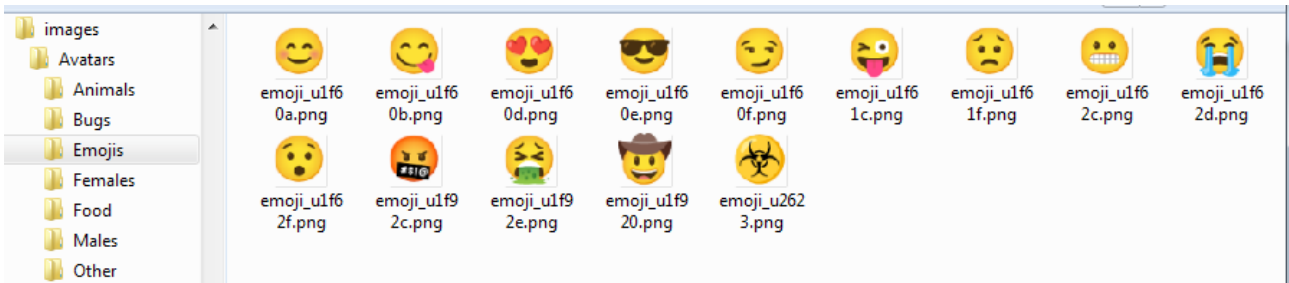 images
Avatars
Animals
Bugs
Emojis
Females
Food
Males
Other
emoji_u1f6 emoji_u1f6 emoji_u1f6 emoji_u1f6 emoji_u1f6 emoji_u1f6 emoji_u1f6 emoji_u1f6 emoji_u1f6
0a.png 0b.png 0d.png 0e.png 0f.png 1c.png 1f.png 2c.png 2d.png
$#!@
emoji_u1f6 emoji_u1f9 emoji_u1f9 emoji_u1f9 emoji_u262
2f.png 2c.png 2e.png 20.png 3.png